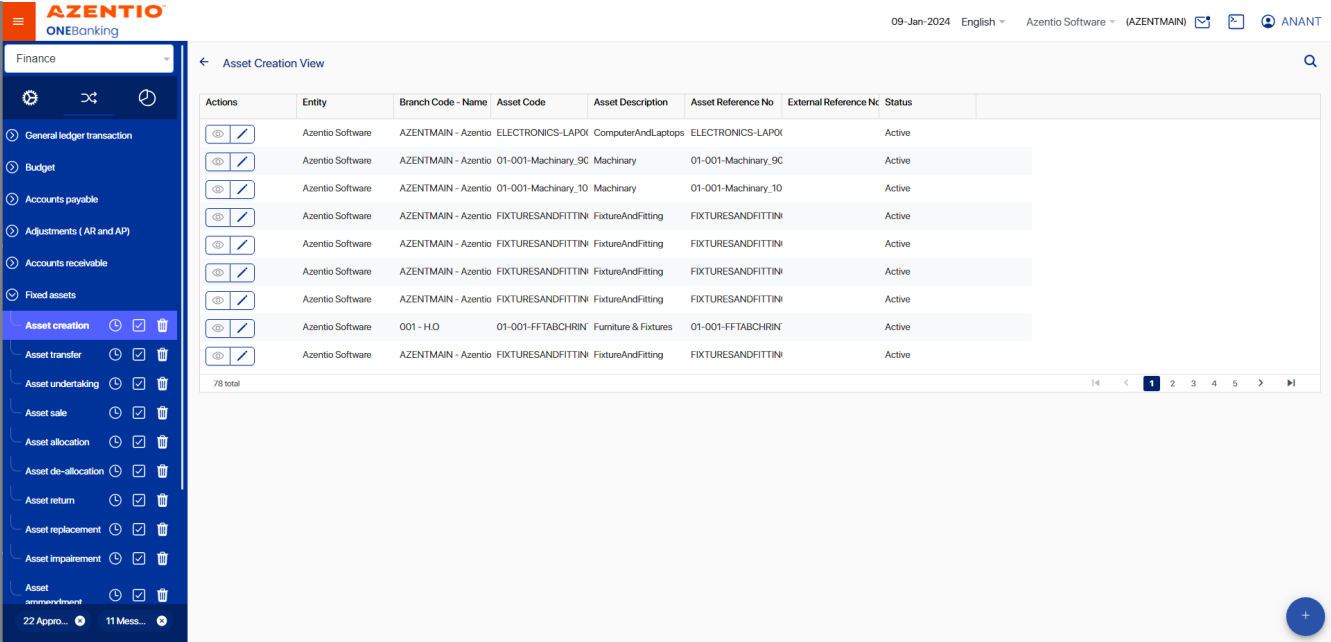 AZENTIO™
ONEBanking
09-Jan-2024 English Azentio Software (AZENTMAIN) ANANT
Finance
General ledger transaction
Budget
Accounts payable
Adjustments ( AR and AP)
Accounts receivable
Fixed assets
Asset creation
Asset transfer
Asset undertaking
Asset sale
Asset allocation
Asset de-allocation
Asset return
Asset replacement
Asset impairment
Asset
ammendment
22 Appro...
11 Mess...
Asset Creation View
Actions Entity Branch Code - Name Asset Code Asset Description Asset Reference No External Reference No Status
Azentio Software AZENTMAIN - Azentio ELECTRONICS-LAP00 ComputerAndLaptops ELECTRONICS-LAP00 Active
Azentio Software AZENTMAIN - Azentio 01-001-Machinary_90 Machinary 01-001-Machinary_90 Active
Azentio Software AZENTMAIN - Azentio 01-001-Machinary_10 Machinary 01-001-Machinary_10 Active
Azentio Software AZENTMAIN - Azentio FIXTURESANDFITTIN FixtureAndFitting FIXTURESANDFITTIN Active
Azentio Software AZENTMAIN - Azentio FIXTURESANDFITTIN FixtureAndFitting FIXTURESANDFITTIN Active
Azentio Software AZENTMAIN - Azentio FIXTURESANDFITTIN FixtureAndFitting FIXTURESANDFITTIN Active
Azentio Software AZENTMAIN - Azentio FIXTURESANDFITTIN FixtureAndFitting FIXTURESANDFITTIN Active
Azentio Software 001 - H.O 01-001-FFTABCHRIN Furniture & Fixtures 01-001-FFTABCHRIN Active
Azentio Software AZENTMAIN - Azentio FIXTURESANDFITTIN FixtureAndFitting FIXTURESANDFITTIN Active
78 total
1 2 3 4 5